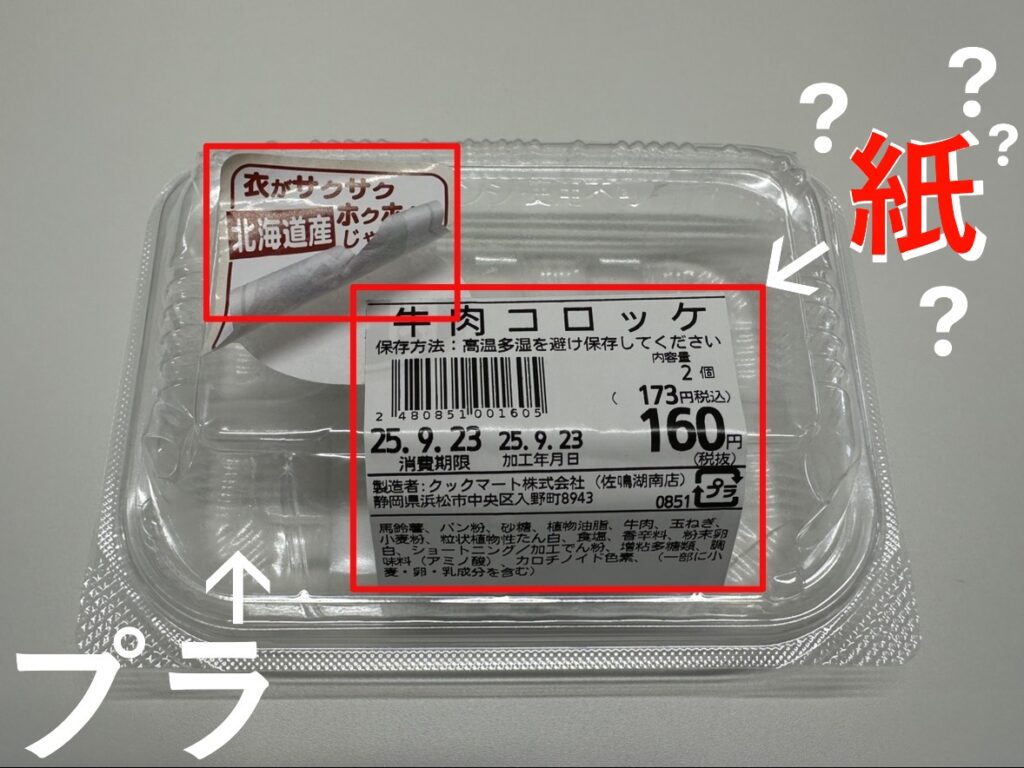 ?
?
?
紙
?
衣がサクサク
北海道産
ホクホ
じゃ
牛肉コロッケ
保存方法：高温多湿を避け保存してください
内容量
2個
2 480851 001605
( 173円税込)
160円
(税抜)
25.9.23 25.9.23
消費期限 加工年月日
製造者:クックマート株式会社（佐鳴湖南店）
静岡県浜松市中央区入野町8943
0851
プラ
馬鈴薯、パン粉、砂糖、植物油脂、牛肉、玉ねぎ、
小麦粉、粒状植物性たん白、食塩、香辛料、粉末卵
白、ショートニング/加工でん粉、増粘多糖類、調
味料（アミノ酸）、カロチノイド色素、（一部に小
麦・卵・乳成分を含む）
プラ